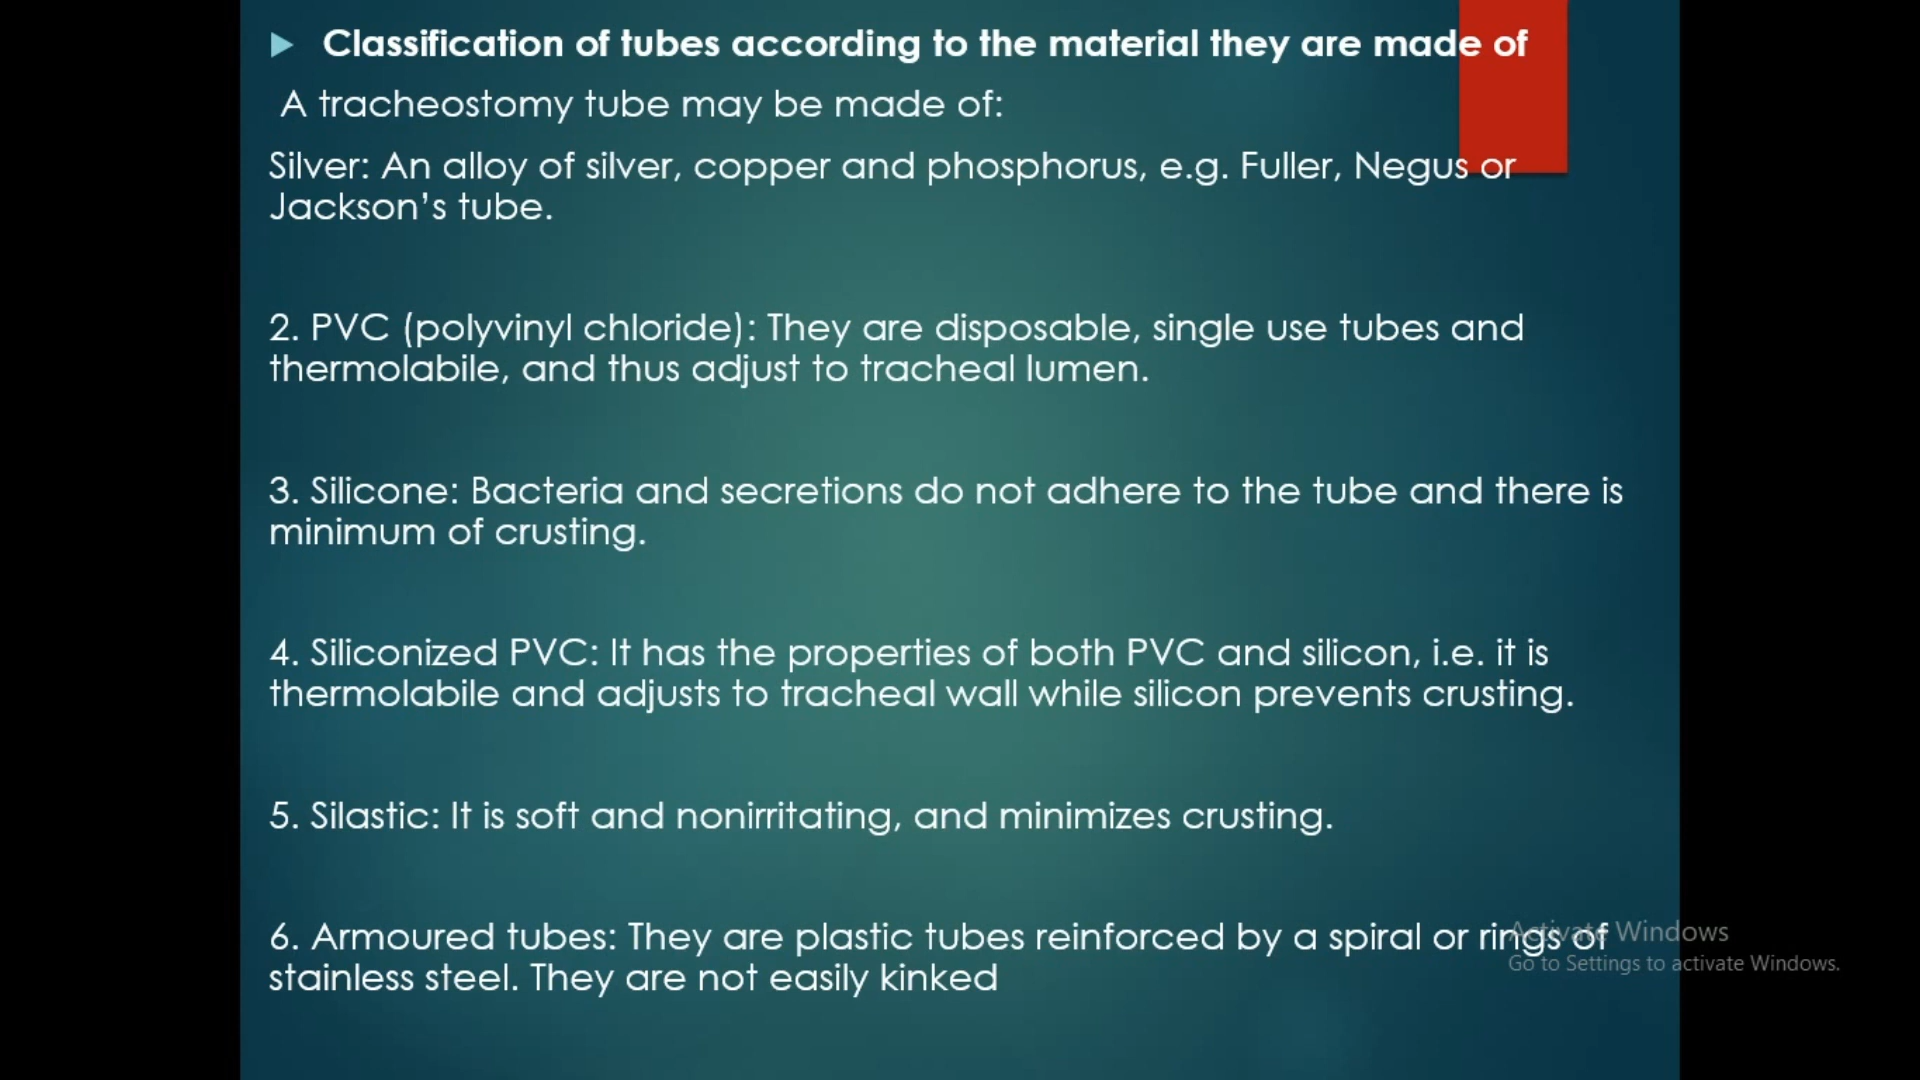 Classification of tubes according to the material they are made of
A tracheostomy tube may be made of:
Silver: An alloy of silver, copper and phosphorus, e.g. Fuller, Negus or
Jackson’s tube.
2. PVC (polyvinyl chloride): They are disposable, single use tubes and
thermolabile, and thus adjust to tracheal lumen.
3. Silicone: Bacteria and secretions do not adhere to the tube and there is
minimum of crusting.
4. Siliconized PVC: It has the properties of both PVC and silicon, i.e. it is
thermolabile and adjusts to tracheal wall while silicon prevents crusting.
5. Silastic: It is soft and nonirritating, and minimizes crusting.
6. Armoured tubes: They are plastic tubes reinforced by a spiral or rings of
stainless steel. They are not easily kinked
Activate Windows
Go to Settings to activate Windows.